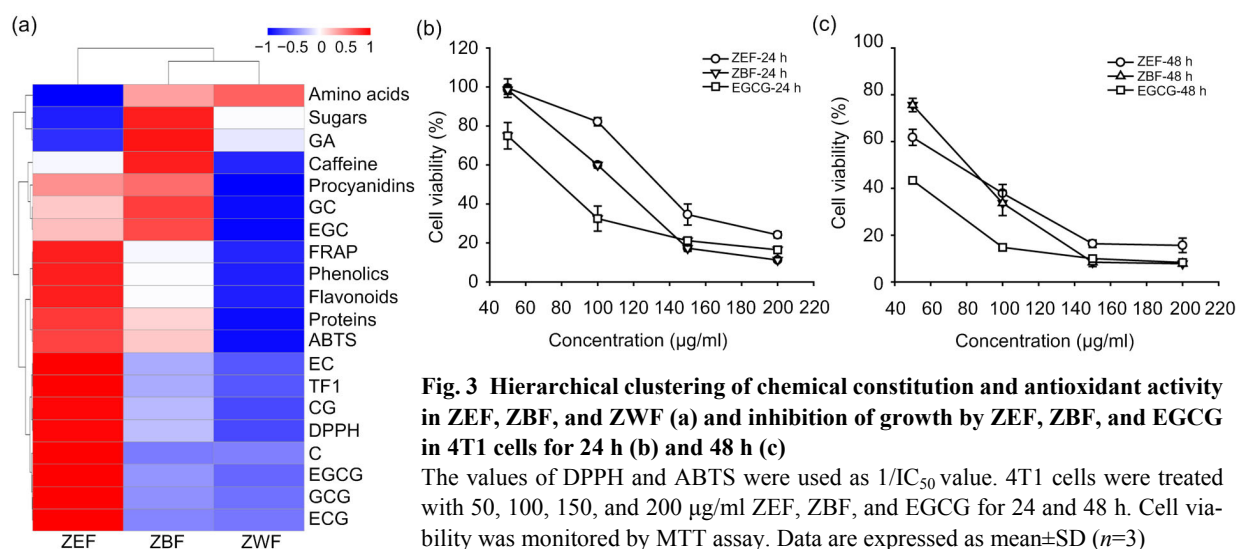 (a)
−1 −0.5 0 0.5 1
Amino acids
Sugars
GA
Caffeine
Procyanidins
GC
EGC
FRAP
Phenolics
Flavonoids
Proteins
ABTS
EC
TF1
CG
DPPH
C
EGCG
GCG
ECG
ZEF ZBF ZWF
(b)
120
100
80
60
40
20
0
Cell viability (%)
ZEF-24 h
ZBF-24 h
EGCG-24 h
40 60 80 100 120 140 160 180 200 220
Concentration (µg/ml)
(c)
80
60
40
20
0
Cell viability (%)
ZEF-48 h
ZBF-48 h
EGCG-48 h
40 60 80 100 120 140 160 180 200 220
Concentration (µg/ml)
Fig. 3 Hierarchical clustering of chemical constitution and antioxidant activity
in ZEF, ZBF, and ZWF (a) and inhibition of growth by ZEF, ZBF, and EGCG
in 4T1 cells for 24 h (b) and 48 h (c)
The values of DPPH and ABTS were used as 1/IC50 value. 4T1 cells were treated
with 50, 100, 150, and 200 µg/ml ZEF, ZBF, and EGCG for 24 and 48 h. Cell via-
bility was monitored by MTT assay. Data are expressed as mean±SD (n=3)